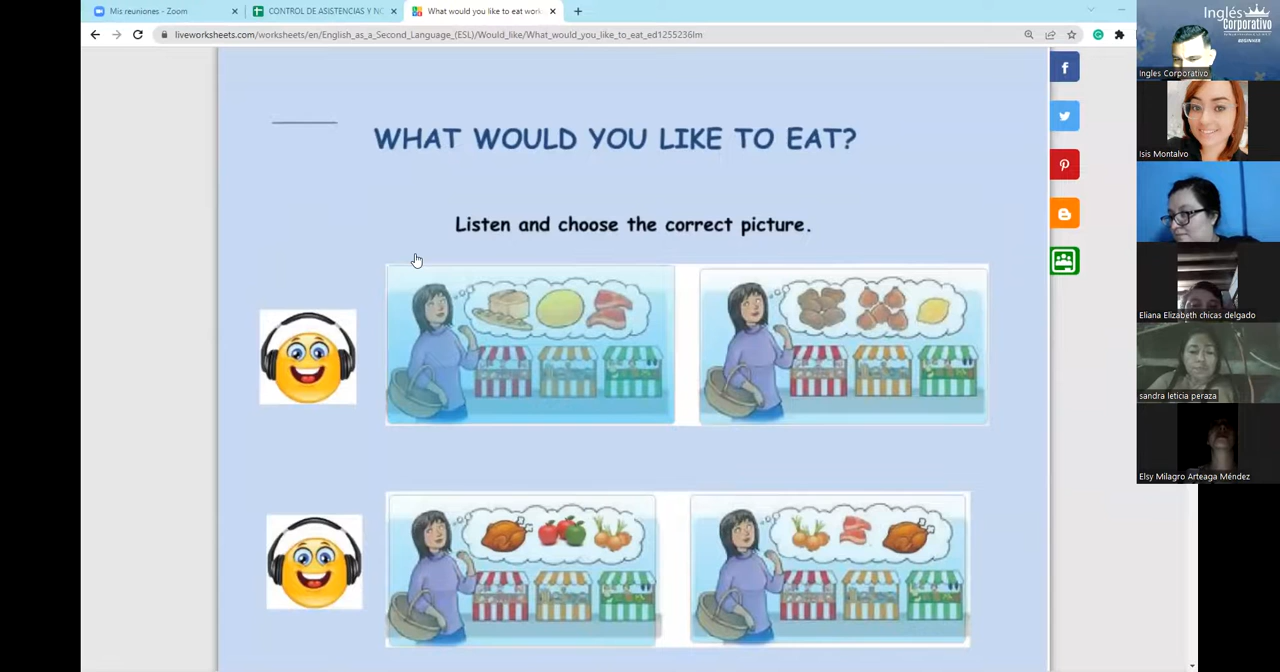 Mis reuniones - Zoom
CONTROL DE ASISTENCIAS Y NO
What would you like to eat work
liveworksheets.com/worksheets/en/English_as_a_Second_Language_(ESL)/Would_like/What_would_you_like_to_eat_ed1255236lm
WHAT WOULD YOU LIKE TO EAT?
Listen and choose the correct picture.
Inglés
Corporativo
BEGINNER
Ingles Corporativo
Isis Montalvo
Eliana Elizabeth chicas delgado
sandra leticia peraza
Elsy Milagro Arteaga Méndez